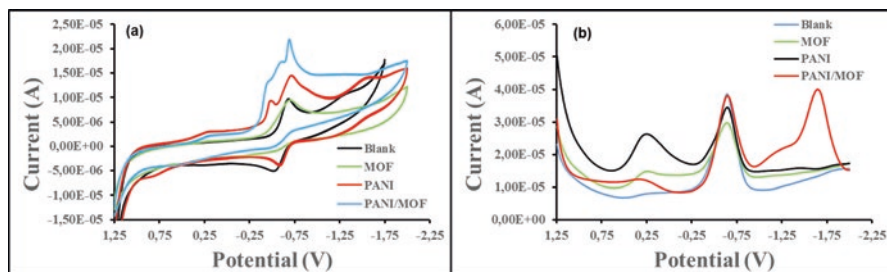 (a)
2,50E-05
2,00E-05
1,50E-05
1,00E-05
5,00E-06
0,00E+00
-5,00E-06
-1,00E-05
-1,50E-05
Current (A)
1,25 0,75 0,25 -0,25 -0,75 -1,25 -1,75 -2,25
Potential (V)
Blank
MOF
PANI
PANI/MOF
(b)
6,00E-05
5,00E-05
4,00E-05
3,00E-05
2,00E-05
1,00E-05
0,00E+00
Current (A)
1,25 0,75 0,25 -0,25 -0,75 -1,25 -1,75 -2,25
Potential (V)
Blank
MOF
PANI
PANI/MOF